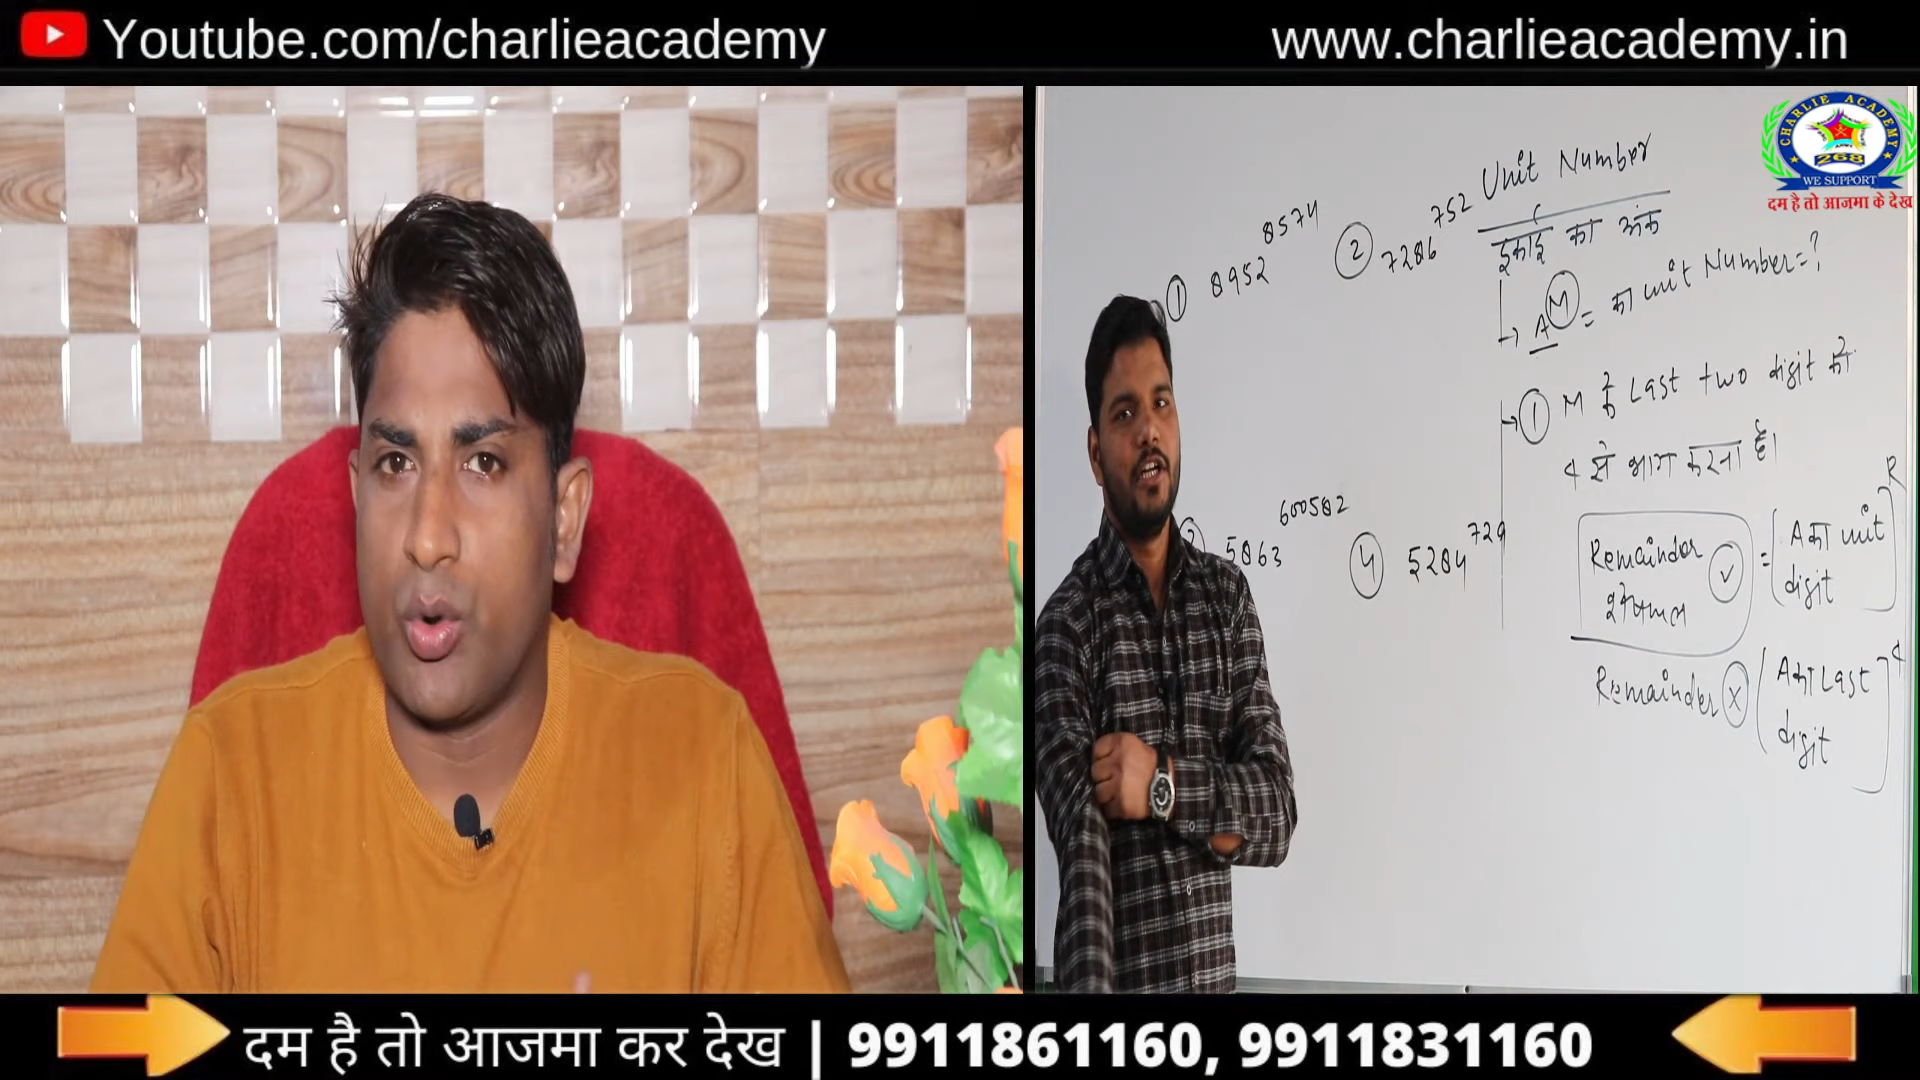 Youtube.com/charlieacademy
www.charlieacademy.in
CHARLIE ACADEMY
268
WE SUPPORT
दम है तो आजमा के देख
Unit Number
इकाई का अंक
① 8952^8574 ② 7286^752
A^M = का unit Number=?
① M के Last two digit को
4 से भाग करना है।
5863^600582 ④ 5284^729
Remainder ✓ = (A का unit digit)^R
शेषफल
Remainder × (A का Last digit)^4
दम है तो आजमा कर देख | 9911861160, 9911831160